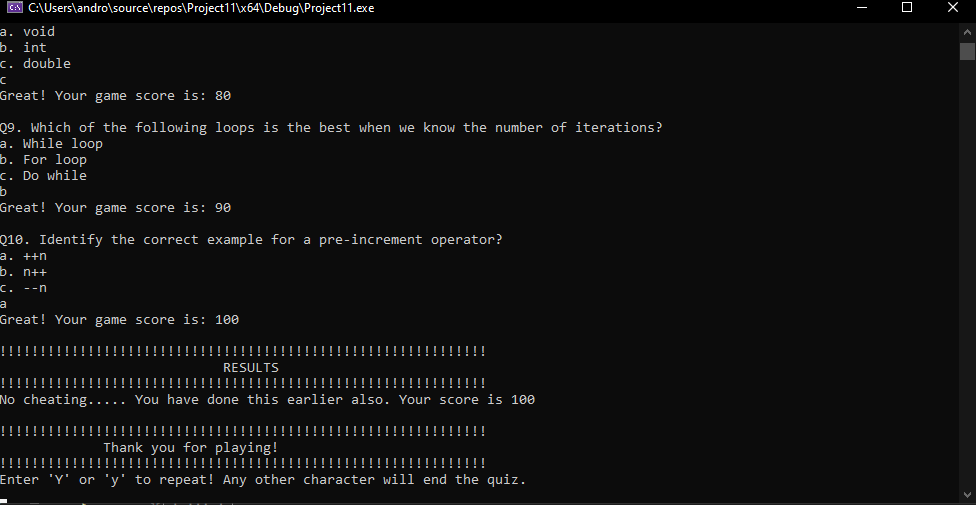 C:\Users\andro\source\repos\Project11\x64\Debug\Project11.exe
a. void
b. int
c. double
c
Great! Your game score is: 80
Q9. Which of the following loops is the best when we know the number of iterations?
a. While loop
b. For loop
c. Do while
b
Great! Your game score is: 90
Q10. Identify the correct example for a pre-increment operator?
a. ++n
b. n++
c. --n
a
Great! Your game score is: 100
!!!!!!!!!!!!!!!!!!!!!!!!!!!!!!!!!!!!!!!!!!!!!!!!!!!!!!!!!!!!!
RESULTS
!!!!!!!!!!!!!!!!!!!!!!!!!!!!!!!!!!!!!!!!!!!!!!!!!!!!!!!!!!!!!
No cheating..... You have done this earlier also. Your score is 100
!!!!!!!!!!!!!!!!!!!!!!!!!!!!!!!!!!!!!!!!!!!!!!!!!!!!!!!!!!!!!
Thank you for playing!
!!!!!!!!!!!!!!!!!!!!!!!!!!!!!!!!!!!!!!!!!!!!!!!!!!!!!!!!!!!!!
Enter 'Y' or 'y' to repeat! Any other character will end the quiz.